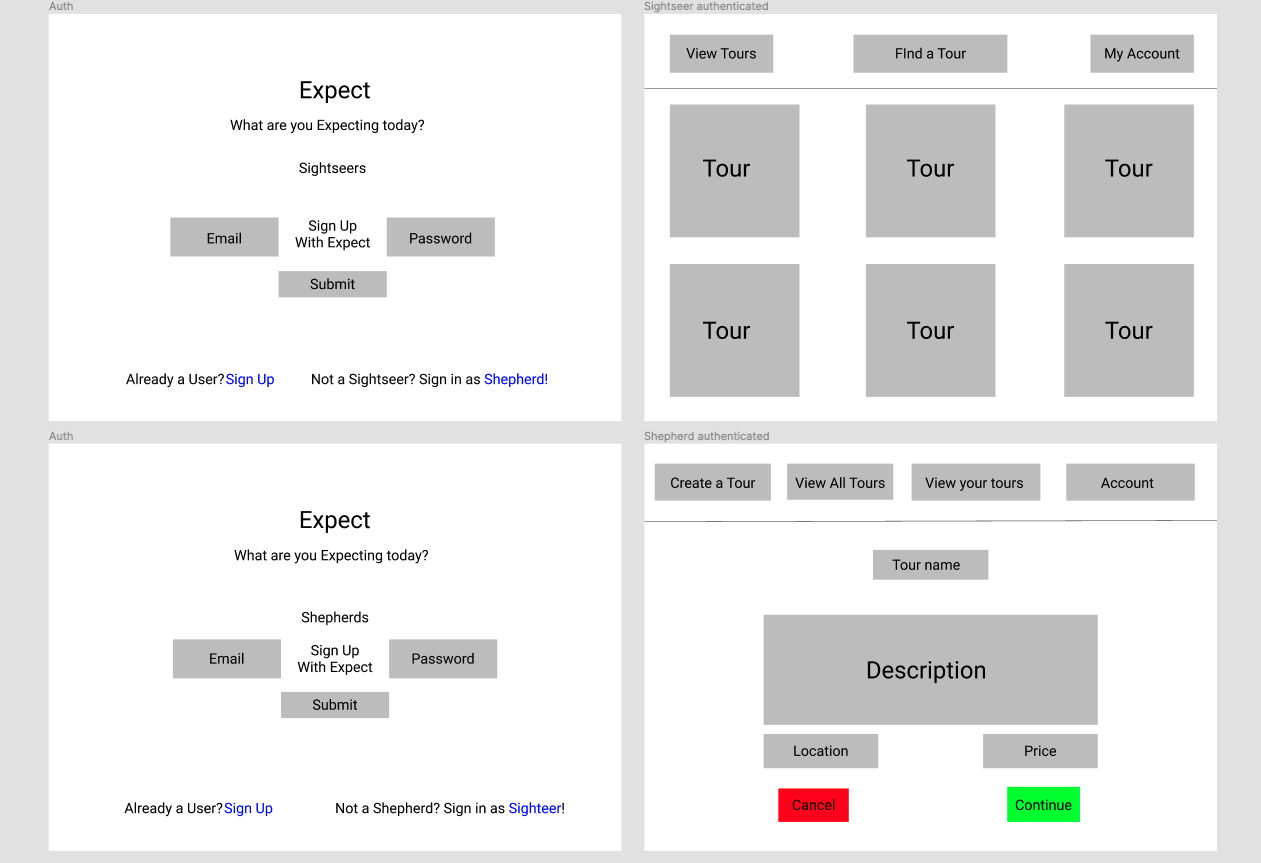 Auth
Expect
What are you Expecting today?
Sightseers
Email
Sign Up
With Expect
Password
Submit
Already a User?Sign Up
Not a Sightseer? Sign in as Shepherd!
Sightseer authenticated
View Tours
FInd a Tour
My Account
Tour
Tour
Tour
Tour
Tour
Tour
Auth
Expect
What are you Expecting today?
Shepherds
Email
Sign Up
With Expect
Password
Submit
Already a User?Sign Up
Not a Shepherd? Sign in as Sighteer!
Shepherd authenticated
Create a Tour
View All Tours
View your tours
Account
Tour name
Description
Location
Price
Cancel
Continue